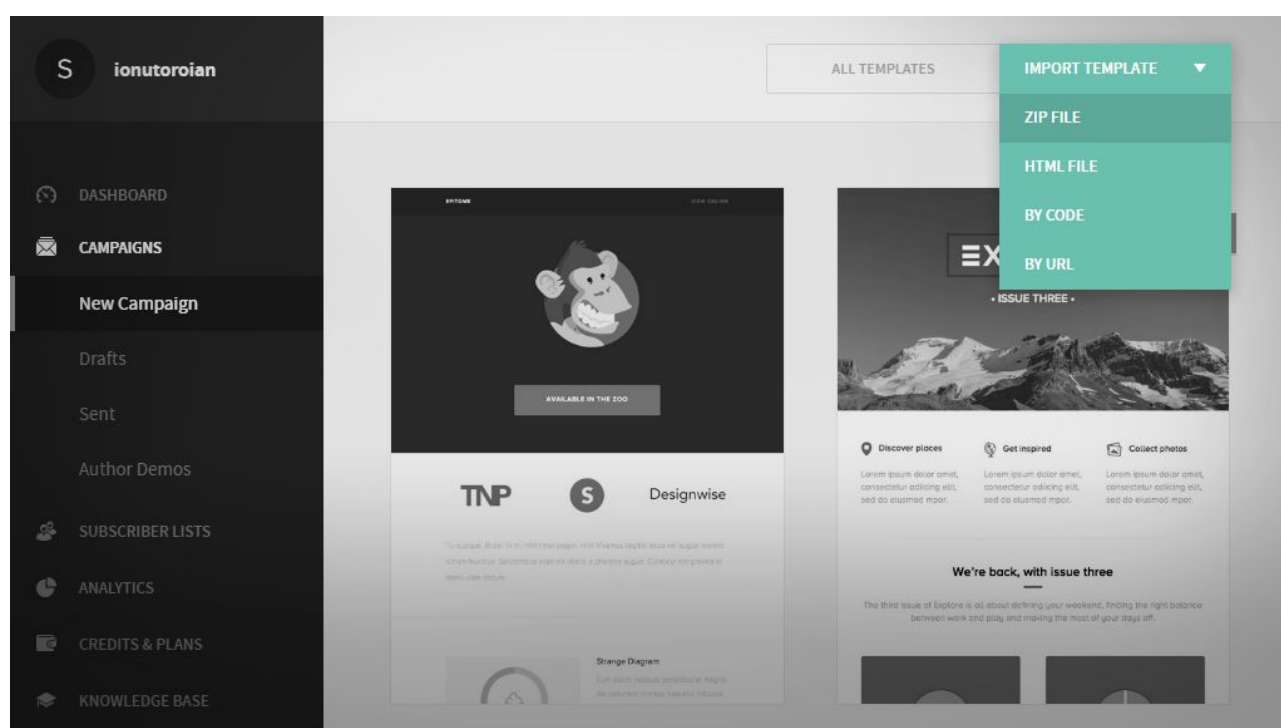 S ionutoroian
ALL TEMPLATES
IMPORT TEMPLATE
ZIP FILE
HTML FILE
BY CODE
BY URL
DASHBOARD
CAMPAIGNS
New Campaign
Drafts
Sent
Author Demos
SUBSCRIBER LISTS
ANALYTICS
CREDITS & PLANS
KNOWLEDGE BASE
EPITOME
VIEW ONLINE
AVAILABLE IN THE ZOO
TNP S Designwise
Strange Diagram
EX
• ISSUE THREE •
Discover places
Lorem ipsum dolor amet,
consectetur adiicing elit,
sed do eiusmod mpor.
Get inspired
Lorem ipsum dolor amet,
consectetur adiicing elit,
sed do eiusmod mpor.
Collect photos
Lorem ipsum dolor amet,
consectetur adiicing elit,
sed do eiusmod mpor.
We're back, with issue three
The third issue of Explore is all about defining your weekend, finding the right balance
between work and play and making the most of your days off.